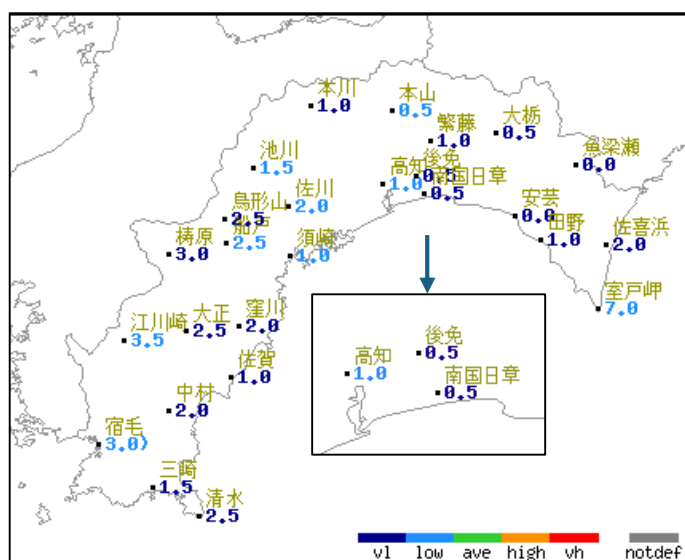 本川
1.0
本山
0.5
大栃
0.5
繁藤
1.0
魚梁瀬
0.0
池川
1.5
高知
1.0
後免
0.5
南国日章
0.5
佐川
2.0
鳥形山
2.5
船戸
2.5
梼原
3.0
須崎
1.0
安芸
0.0
田野
1.0
佐喜浜
2.0
室戸岬
7.0
江川崎
3.5
大正
2.5
窪川
2.0
佐賀
1.0
中村
2.0
宿毛
3.0)
三崎
1.5
清水
2.5
後免
0.5
高知
1.0
南国日章
0.5
vl low ave high vh notdef